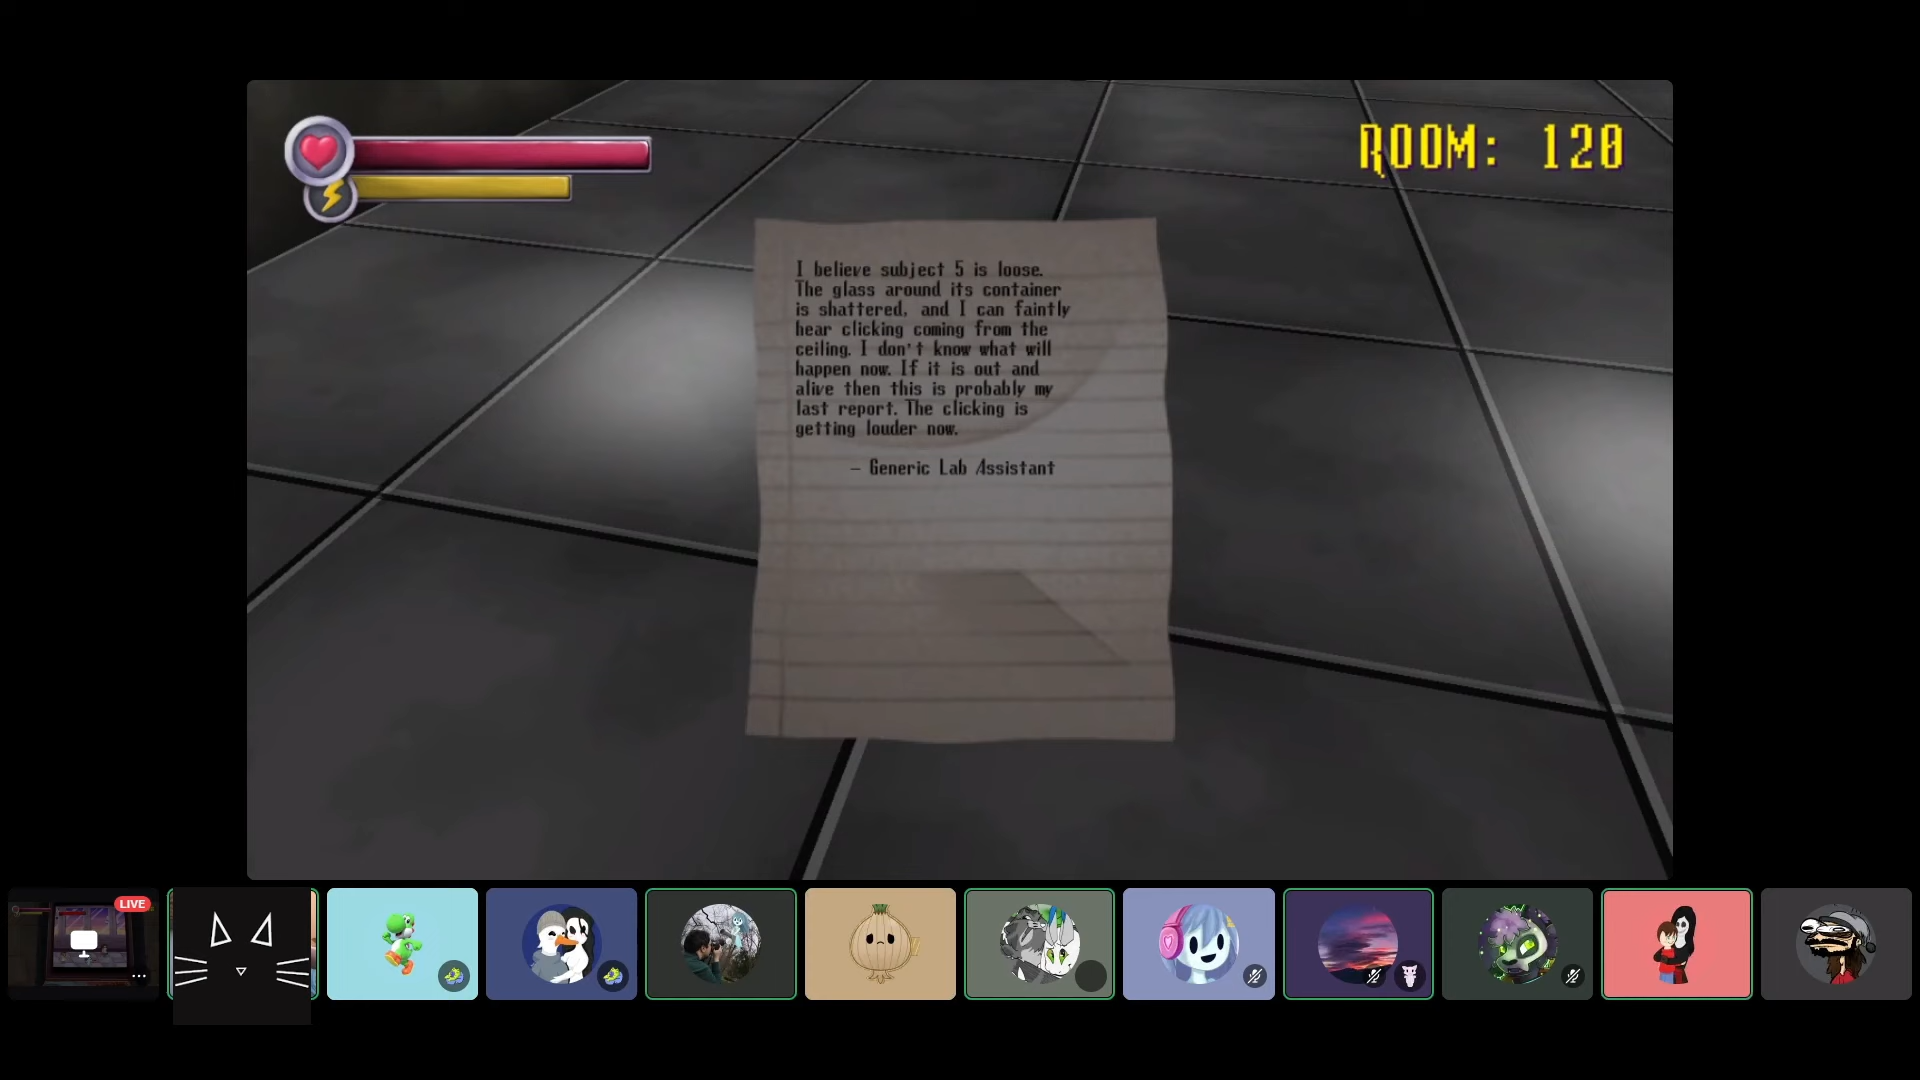 ROOM: 120
I believe subject 5 is loose.
The glass around its container
is shattered, and I can faintly
hear clicking coming from the
ceiling. I don't know what will
happen now. If it is out and
alive then this is probably my
last report. The clicking is
getting louder now.
- Generic Lab Assistant
LIVE